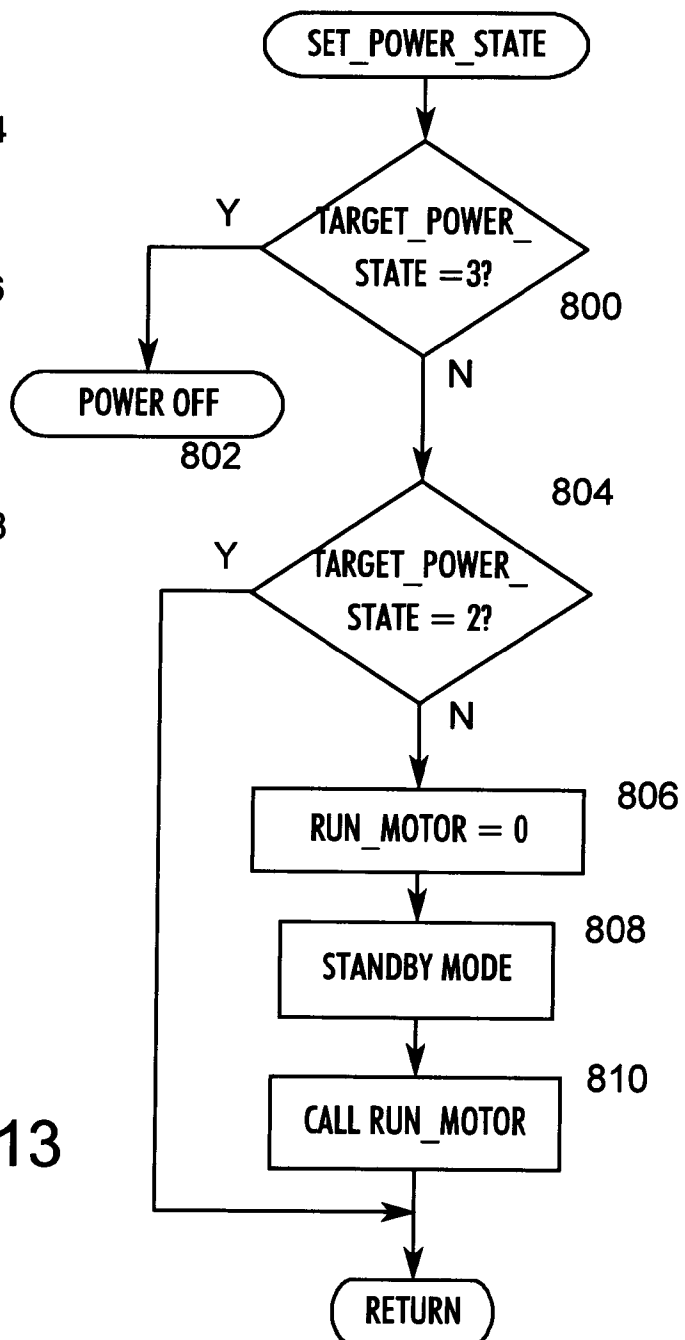 SET_POWER_STATE
4
Y
TARGET_POWER_
STATE =3?
800
N
POWER OFF
802
804
Y
TARGET_POWER_
STATE = 2?
N
806
RUN_MOTOR = 0
808
STANDBY MODE
810
CALL RUN_MOTOR
13
RETURN